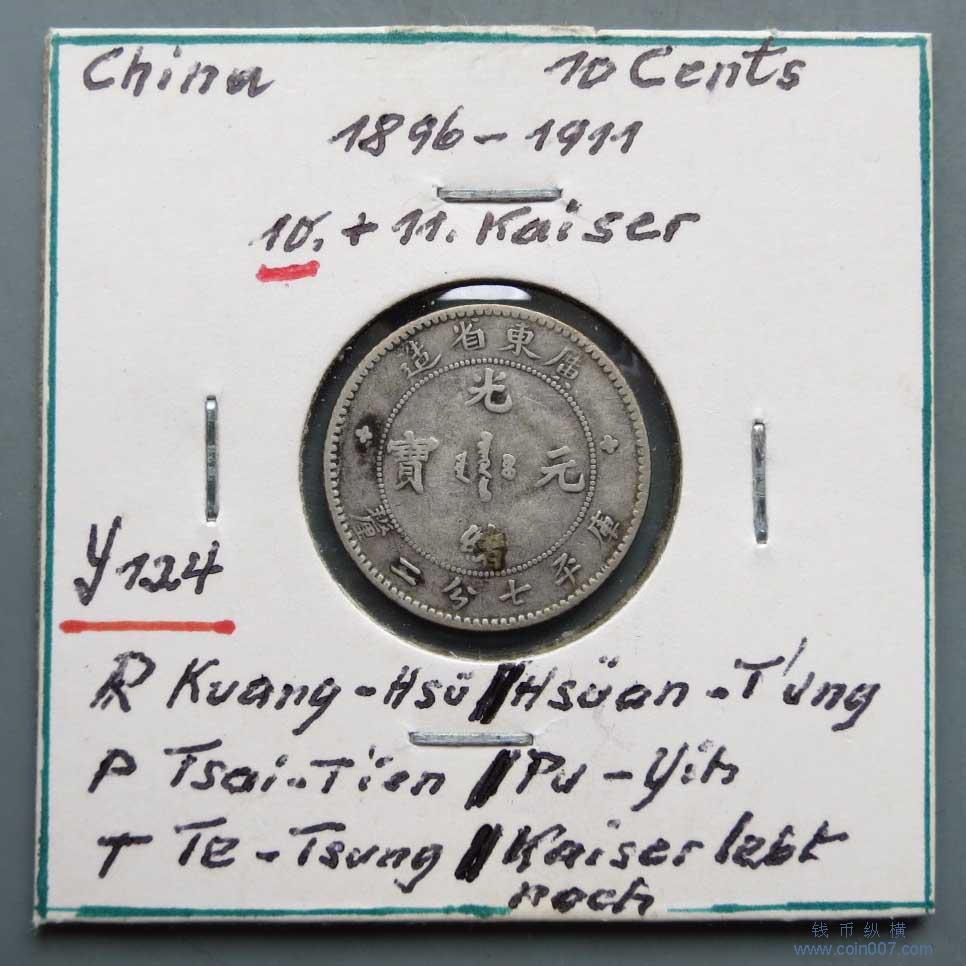 China 10 Cents
1896-1911
10. + 11. Kaiser
廣東省造
光緒元寶
庫平七分二釐
y124
R Kuang-Hsü // Hsüan-T'ung
P Tsai-Tien // Pu-Yih
T Te-Tsung // Kaiser lebt
noch
钱币纵横
www.coin007.com